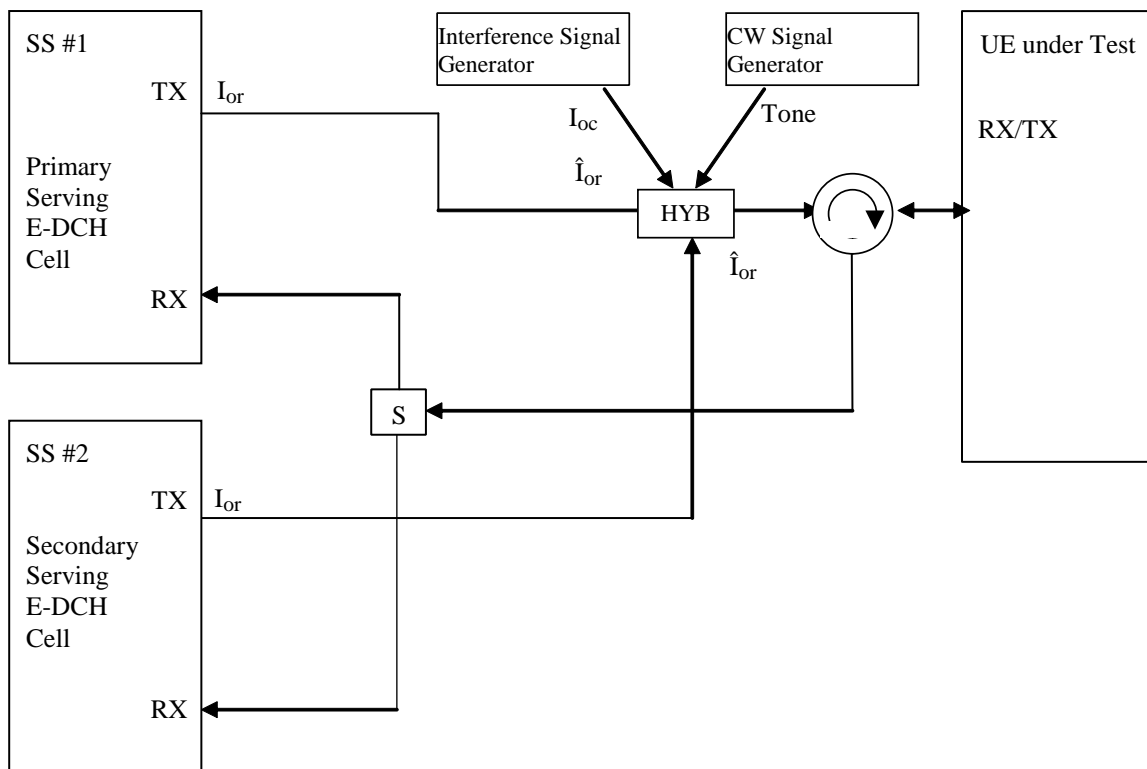 SS #1
TX
Primary
Serving
E-DCH
Cell
RX
I_or
Interference Signal
Generator
CW Signal
Generator
I_oc
Tone
Î_or
HYB
Î_or
UE under Test
RX/TX
S
SS #2
TX
I_or
Secondary
Serving
E-DCH
Cell
RX